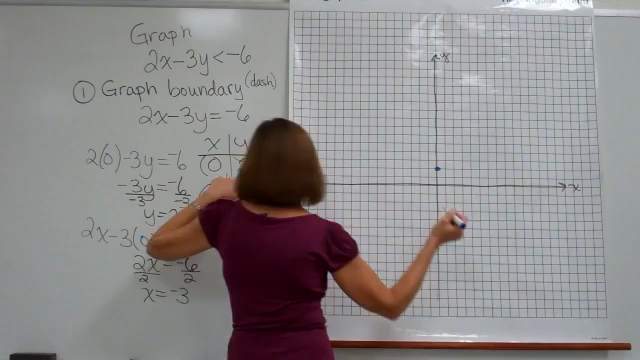 Graph
2x-3y<-6
① Graph boundary (dash)
2x-3y=-6
x y
(0
2(0)-3y=-6
-3y=-6
-3 -3
y=2
2x-3(0
2x=-6
2 2
x=-3
y
x